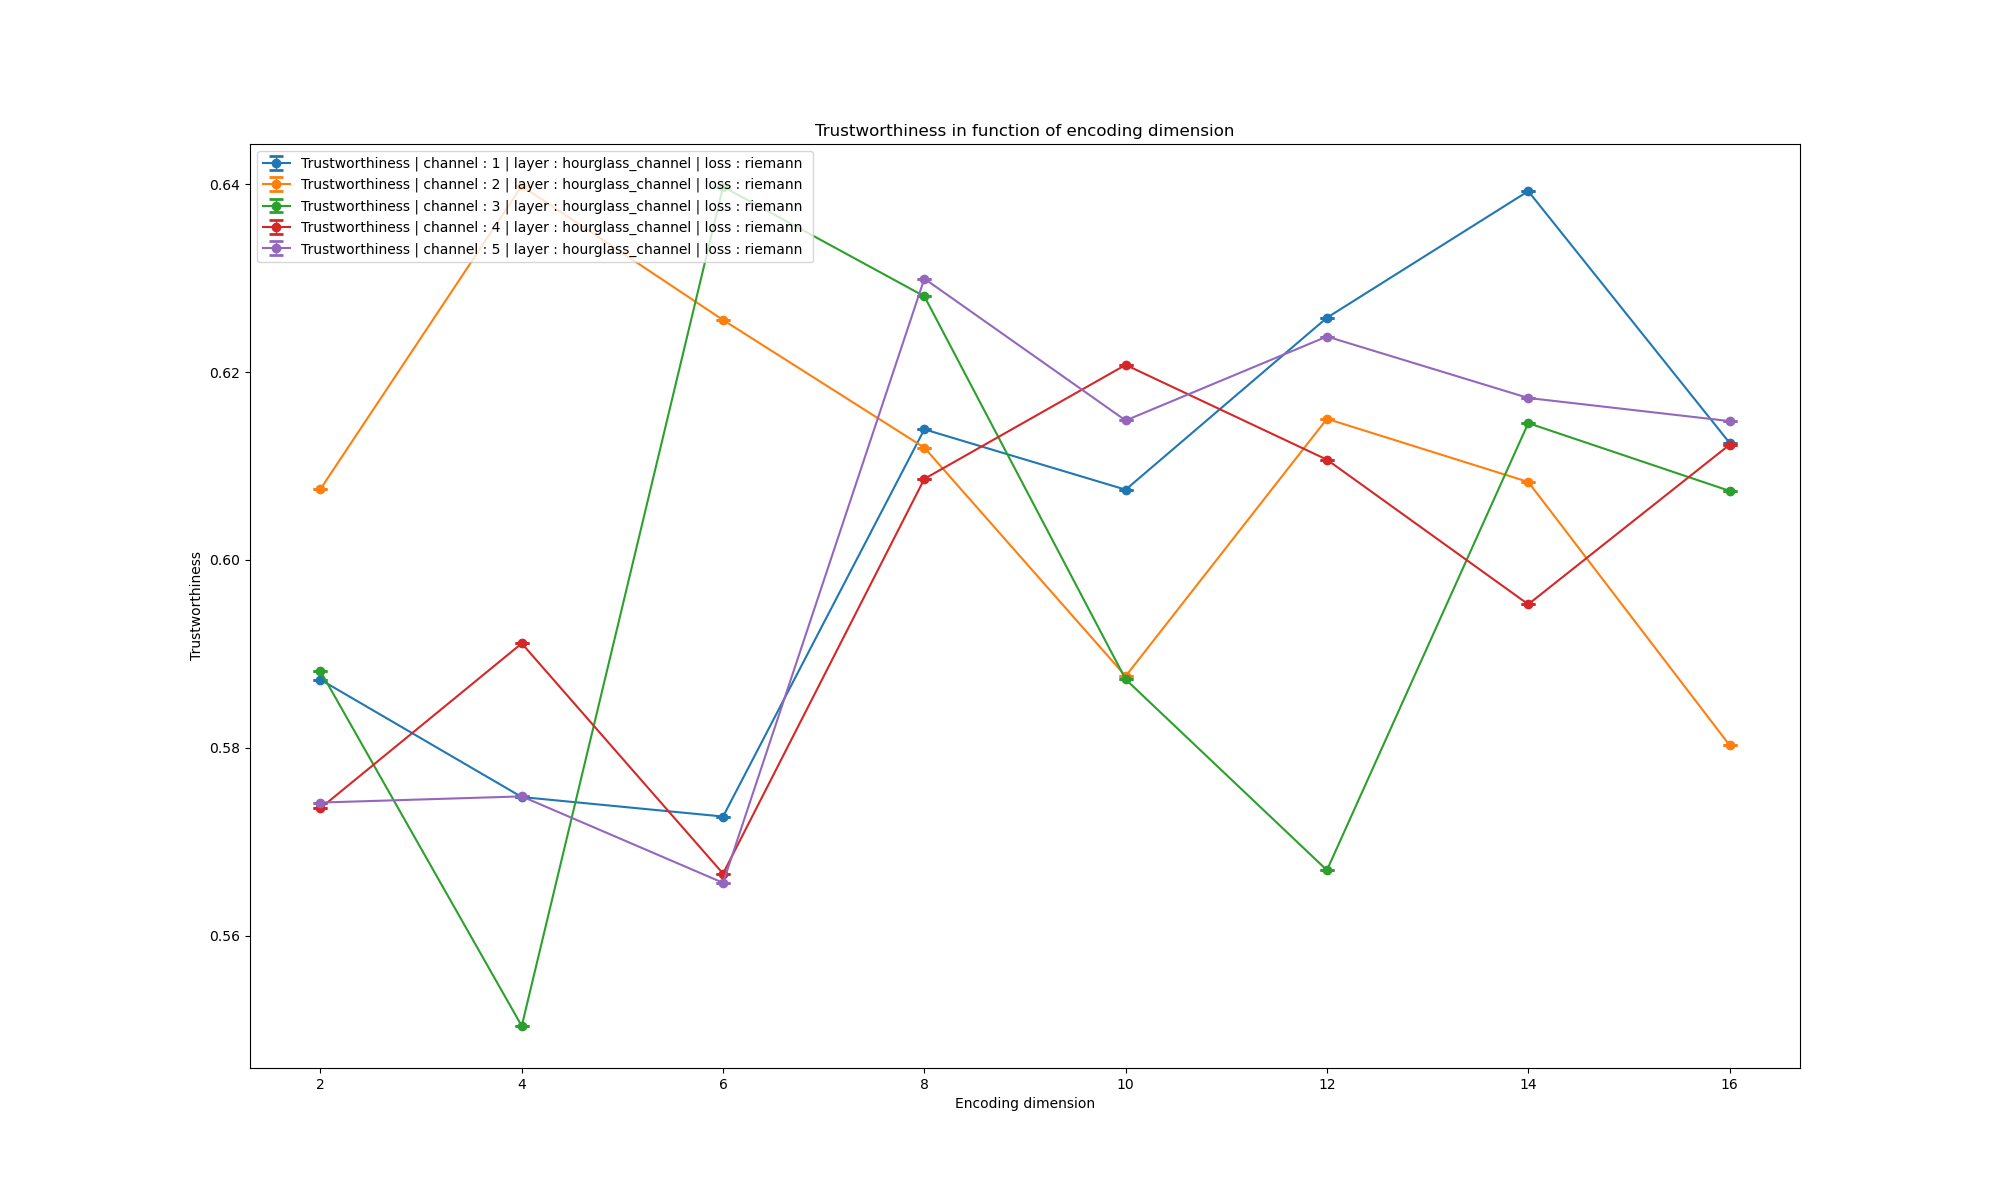 Trustworthiness in function of encoding dimension
Trustworthiness | channel : 1 | layer : hourglass_channel | loss : riemann
Trustworthiness | channel : 2 | layer : hourglass_channel | loss : riemann
Trustworthiness | channel : 3 | layer : hourglass_channel | loss : riemann
Trustworthiness | channel : 4 | layer : hourglass_channel | loss : riemann
Trustworthiness | channel : 5 | layer : hourglass_channel | loss : riemann
0.64
0.62
0.60
0.58
0.56
Trustworthiness
2 4 6 8 10 12 14 16
Encoding dimension